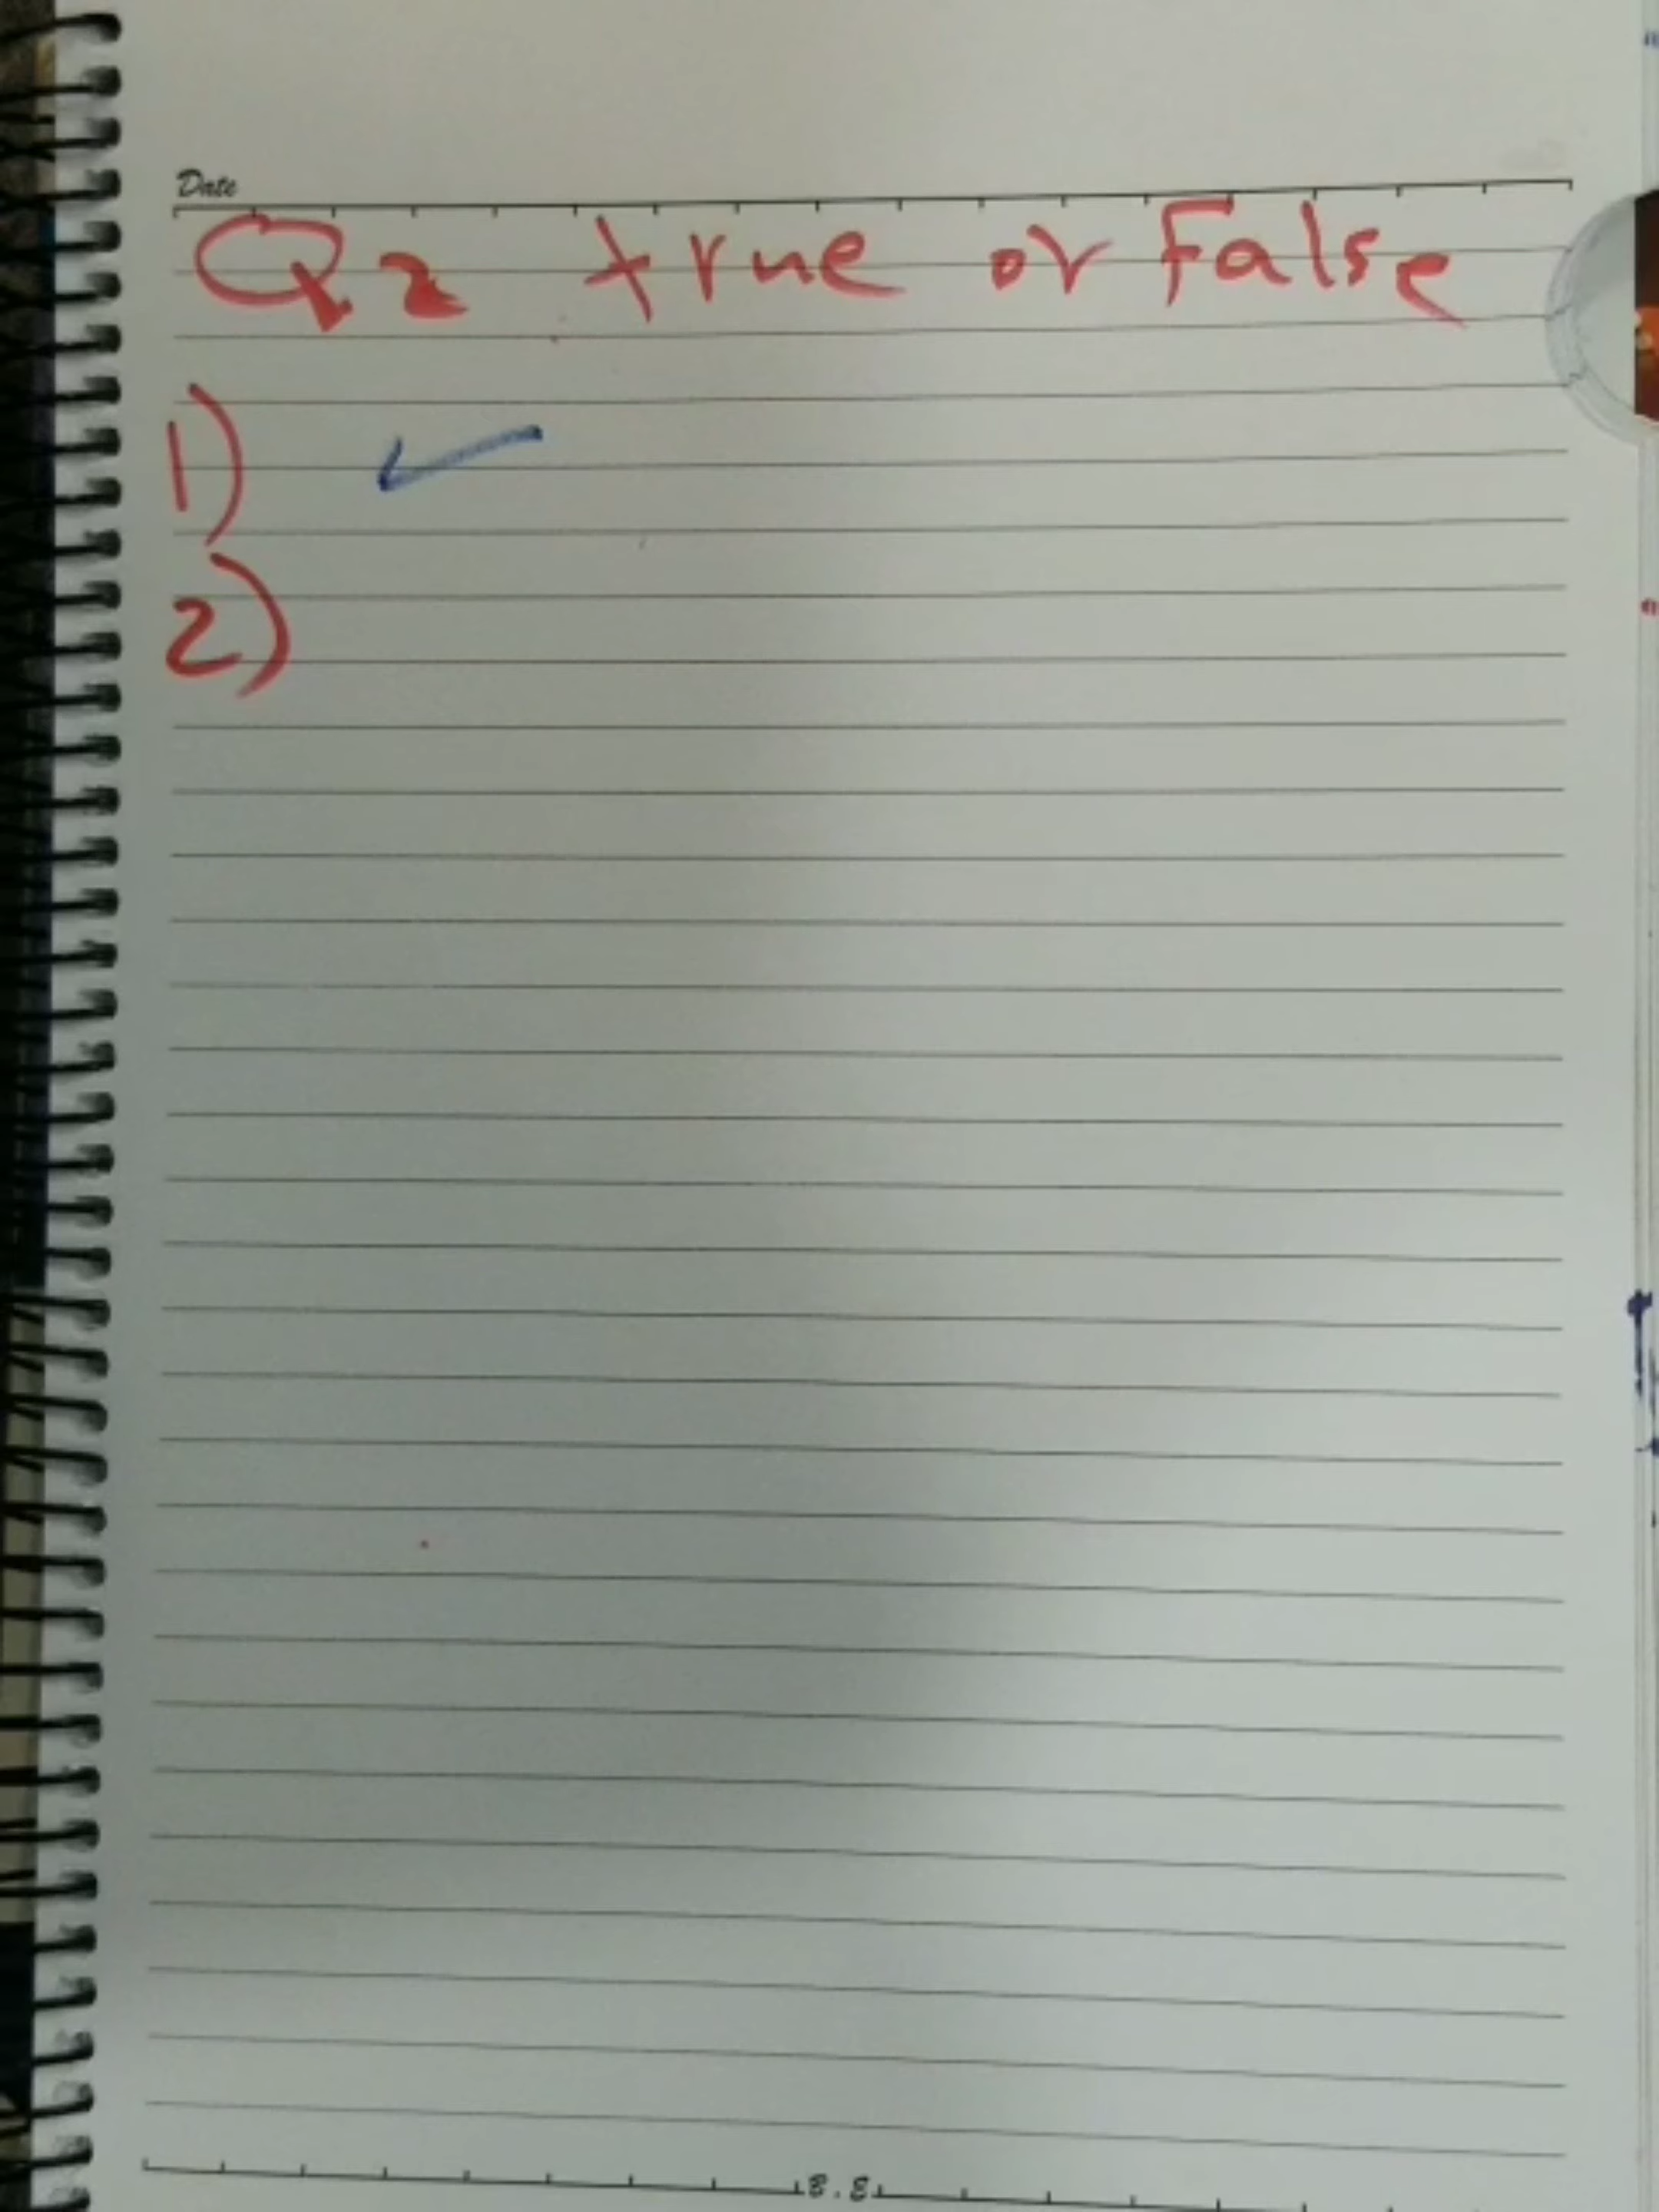 Date
Q2 true or False
1) ✓
2)
B.E